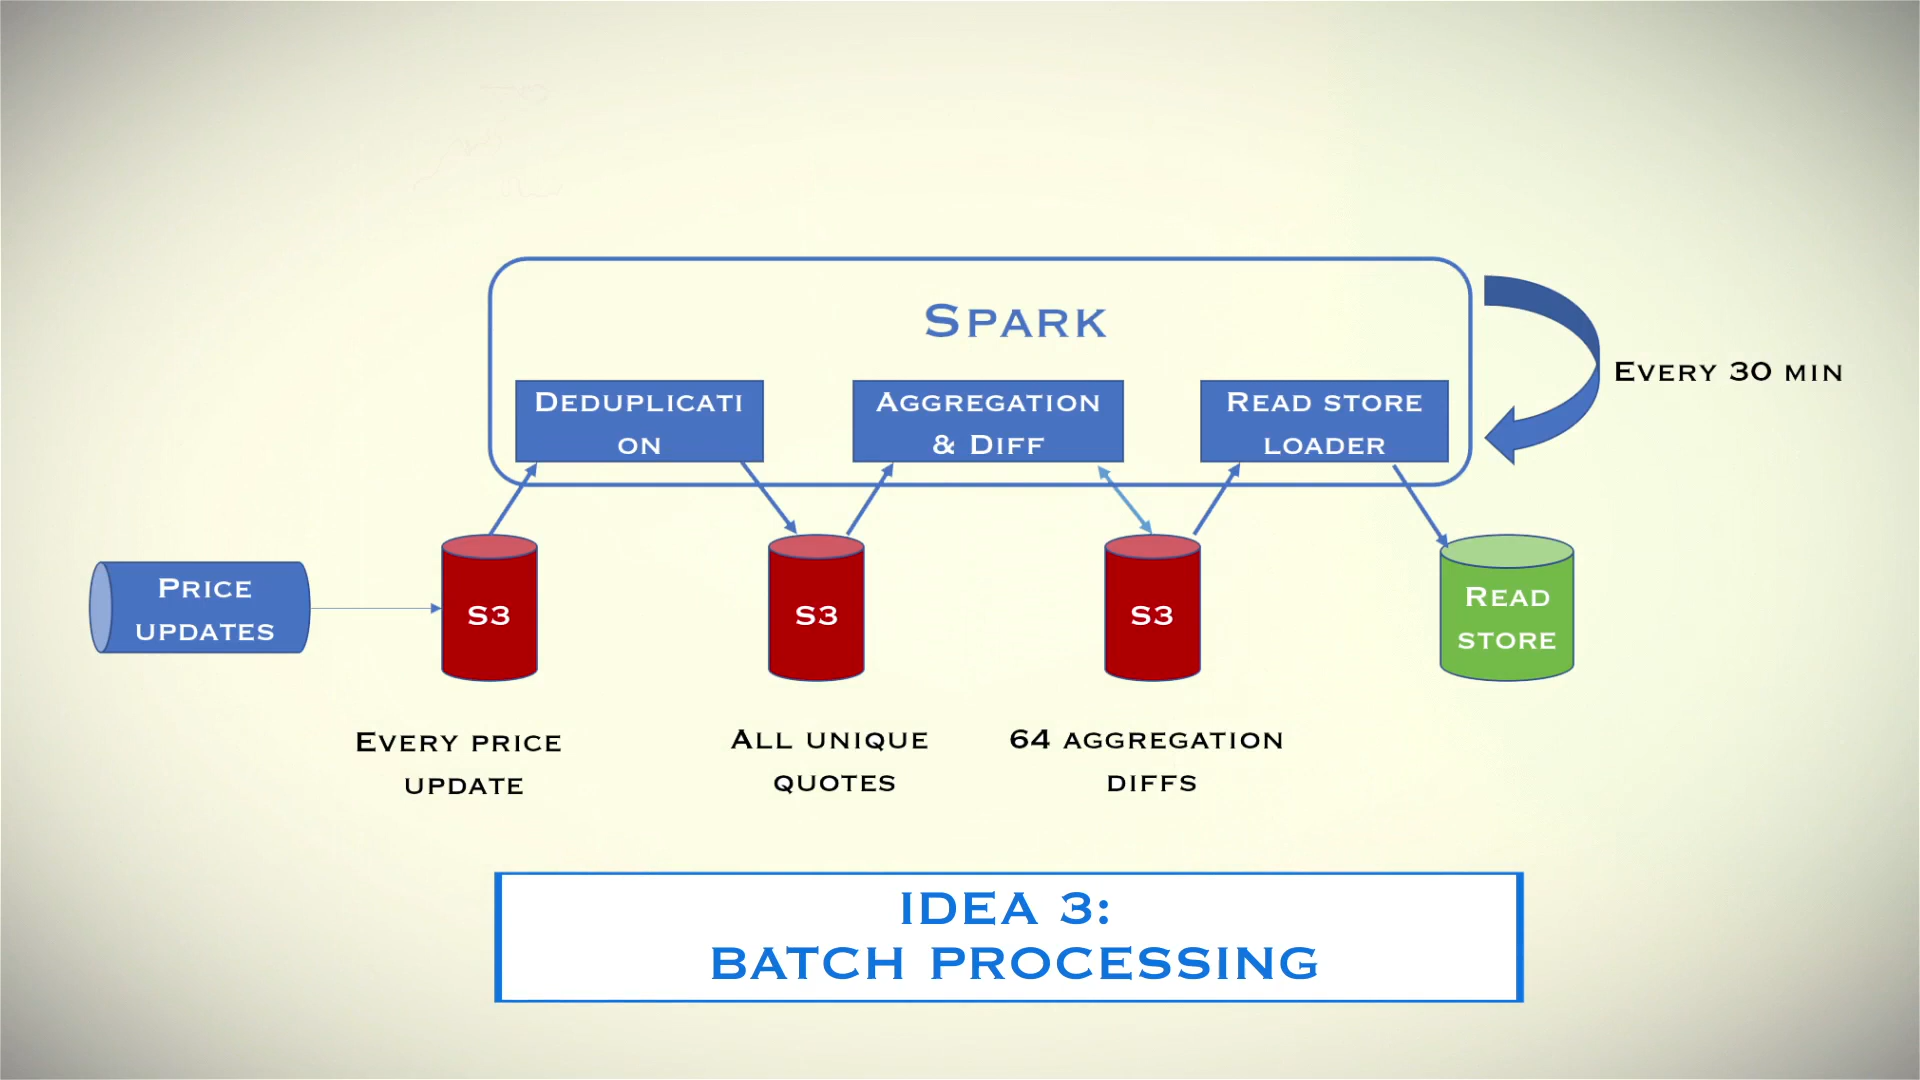 SPARK
EVERY 30 MIN
DEDUPLICATI
ON
AGGREGATION
& DIFF
READ STORE
LOADER
PRICE
UPDATES
S3
S3
S3
READ
STORE
EVERY PRICE
UPDATE
ALL UNIQUE
QUOTES
64 AGGREGATION
DIFFS
IDEA 3:
BATCH PROCESSING